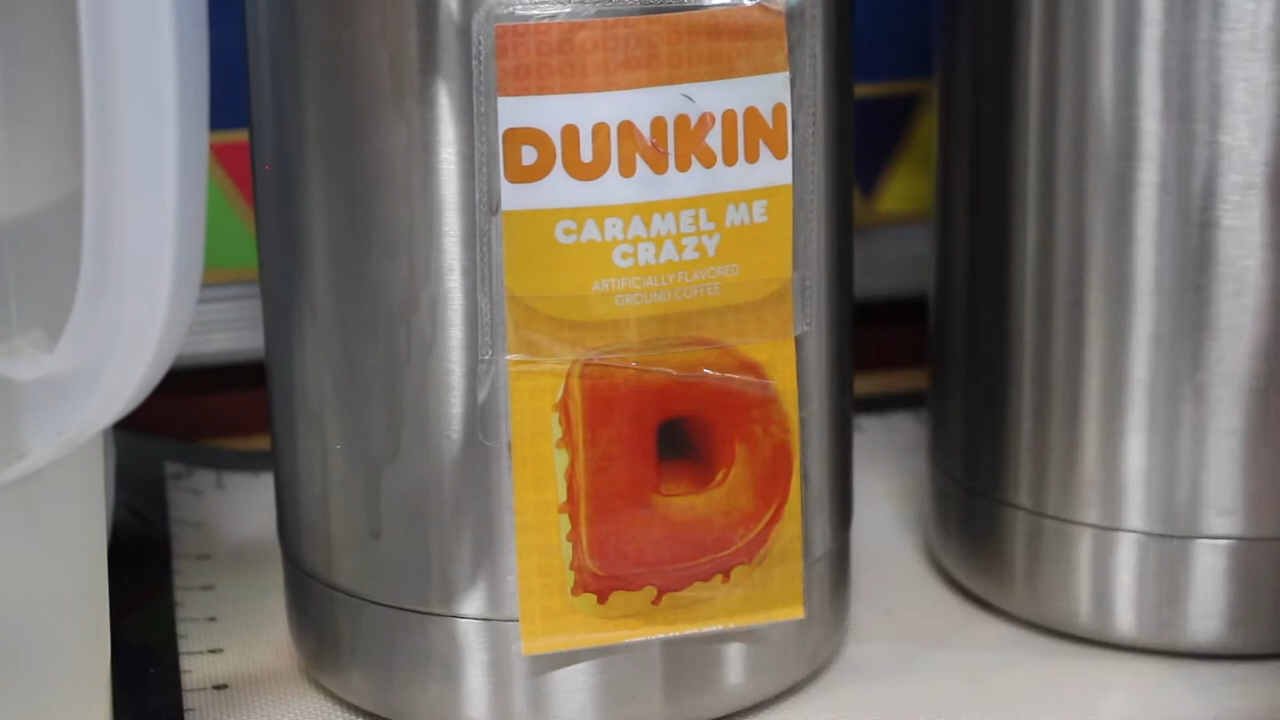 DUNKIN
CARAMEL ME
CRAZY
ARTIFICIALLY FLAVORED
GROUND COFFEE